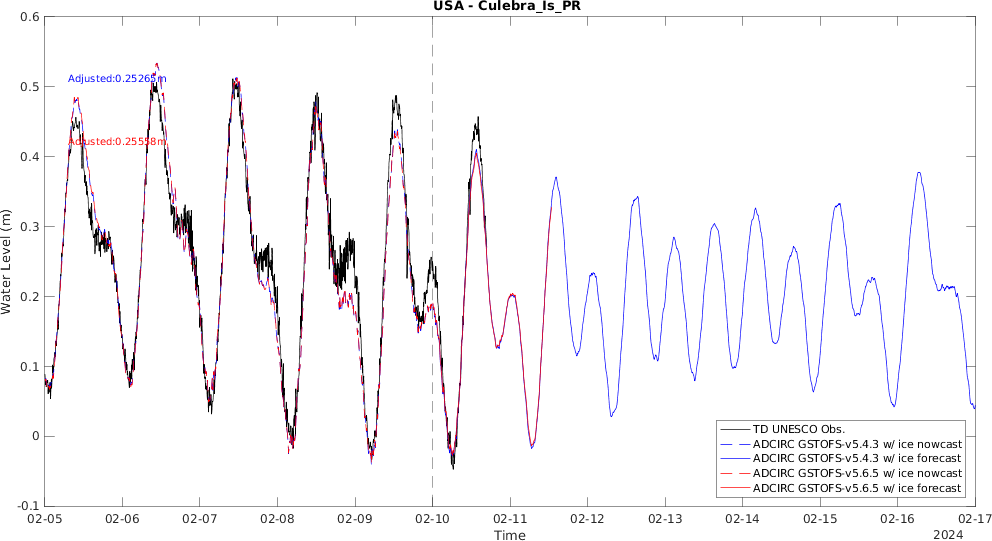 USA - Culebra_Is_PR
0.6
0.5
0.4
0.3
0.2
0.1
0
-0.1
Water Level (m)
Adjusted:0.25265m
Adjusted:0.25558m
TD UNESCO Obs.
ADCIRC GSTOFS-v5.4.3 w/ ice nowcast
ADCIRC GSTOFS-v5.4.3 w/ ice forecast
ADCIRC GSTOFS-v5.6.5 w/ ice nowcast
ADCIRC GSTOFS-v5.6.5 w/ ice forecast
02-05 02-06 02-07 02-08 02-09 02-10 02-11 02-12 02-13 02-14 02-15 02-16 02-17
Time
2024